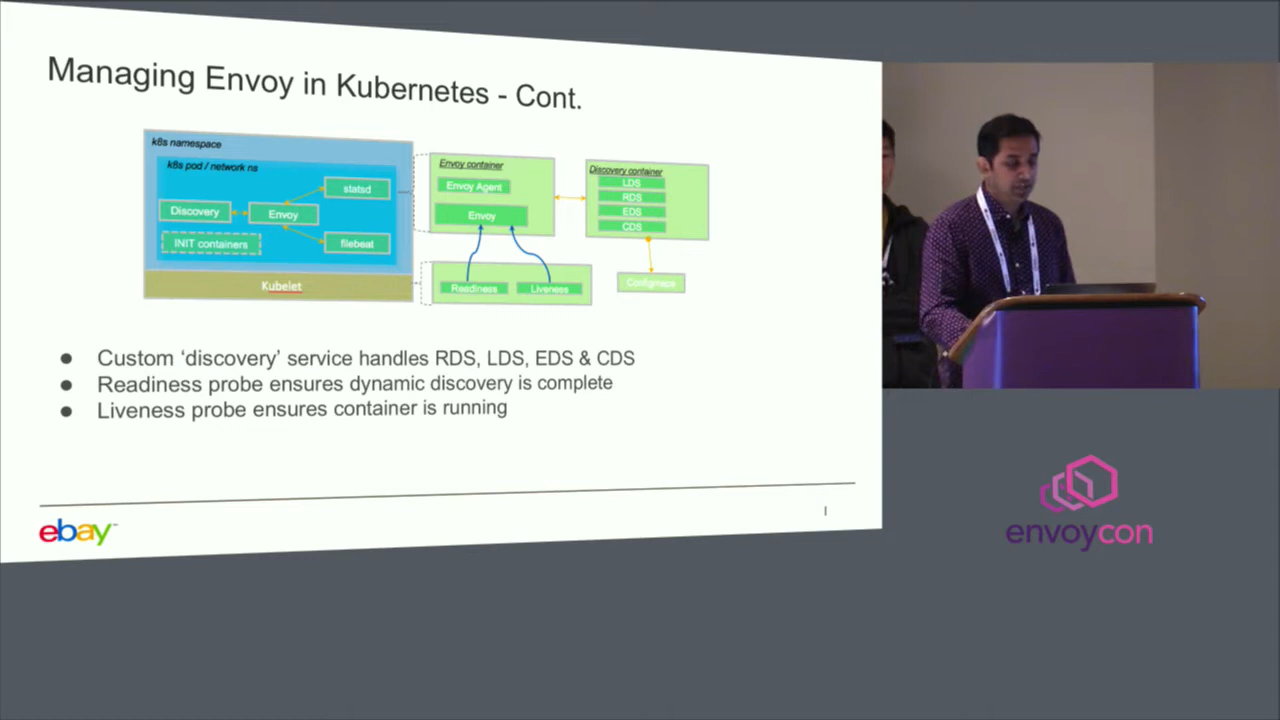 Managing Envoy in Kubernetes - Cont.
k8s namespace
k8s pod / network ns
statsd
Discovery
Envoy
INIT containers
filebeat
Kubelet
Envoy container
Envoy Agent
Envoy
Readiness
Liveness
Discovery container
LDS
RDS
EDS
CDS
Configmaps
● Custom ‘discovery’ service handles RDS, LDS, EDS & CDS
● Readiness probe ensures dynamic discovery is complete
● Liveness probe ensures container is running
ebay™
envoycon